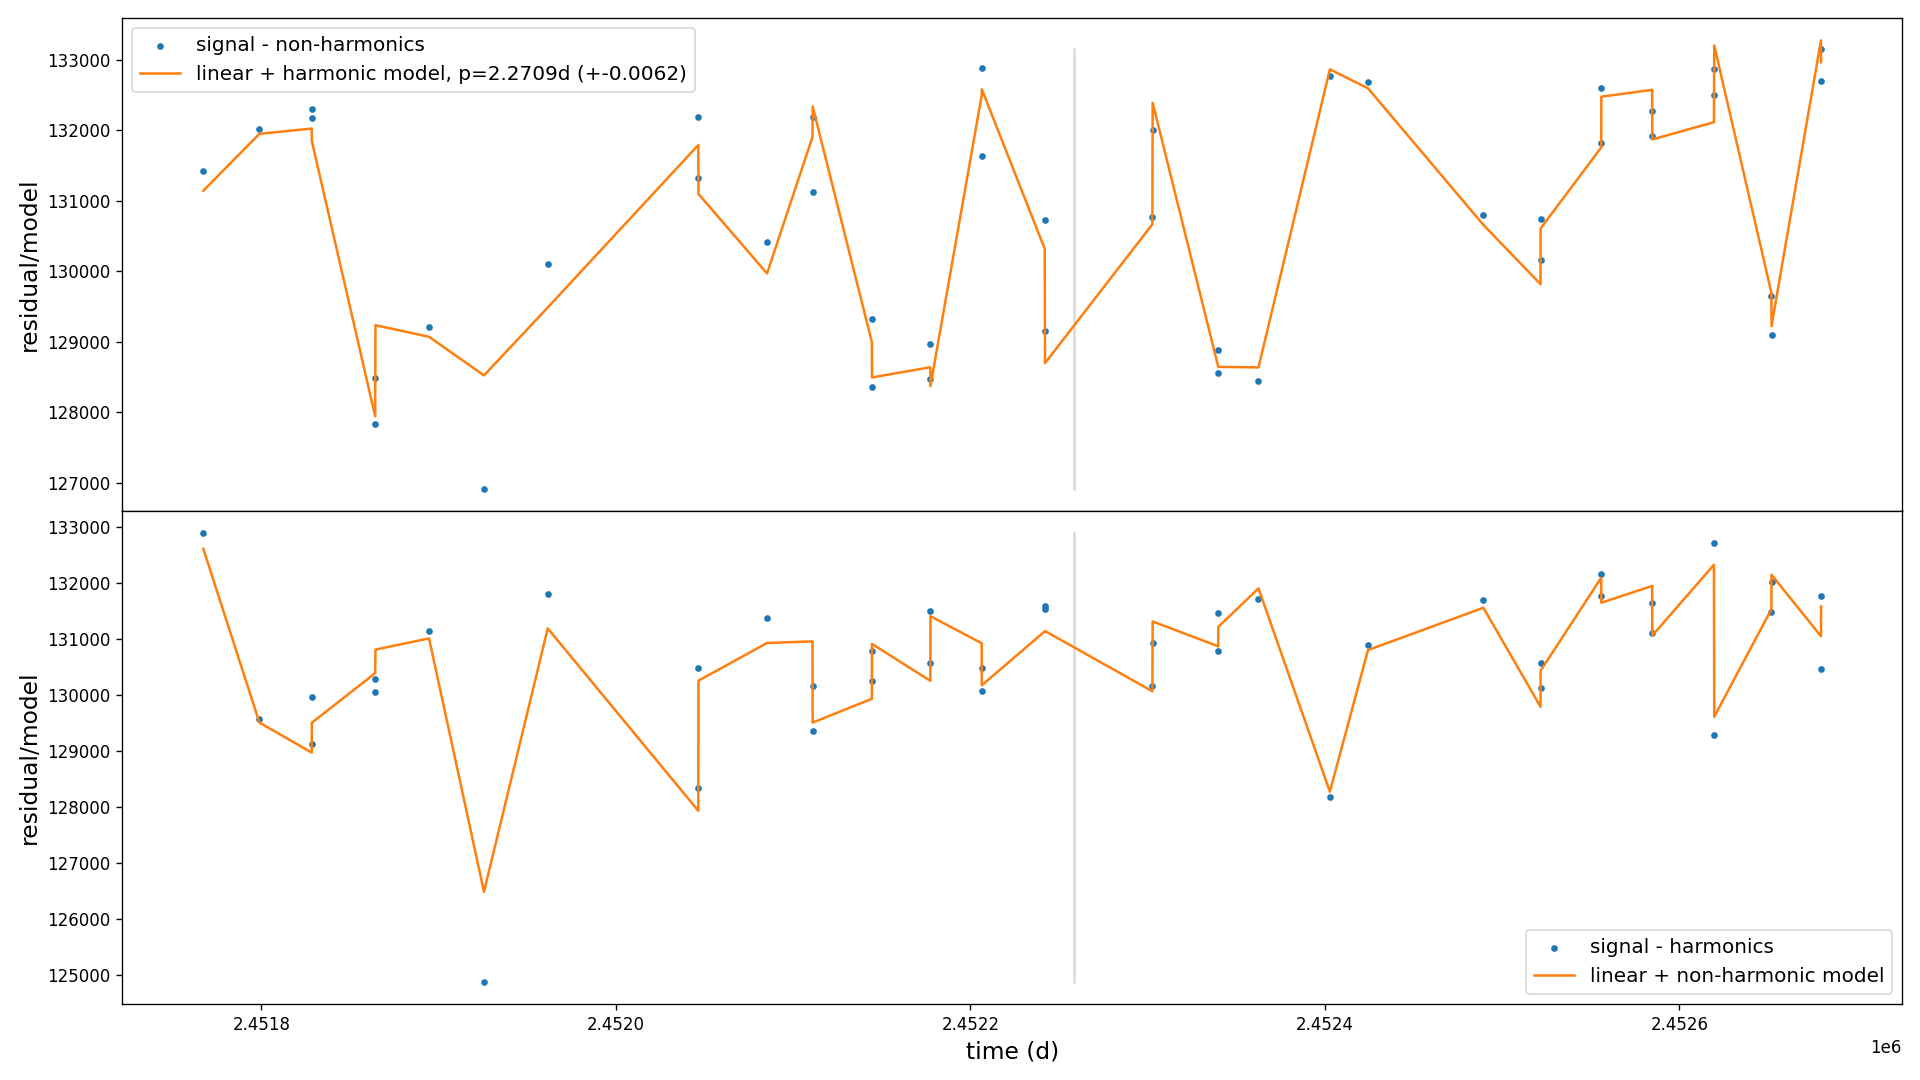 signal - non-harmonics
linear + harmonic model, p=2.2709d (+-0.0062)
133000
132000
131000
130000
129000
128000
127000
residual/model
133000
132000
131000
130000
129000
128000
127000
126000
125000
residual/model
signal - harmonics
linear + non-harmonic model
2.4518 2.4520 2.4522 2.4524 2.4526
time (d)
1e6